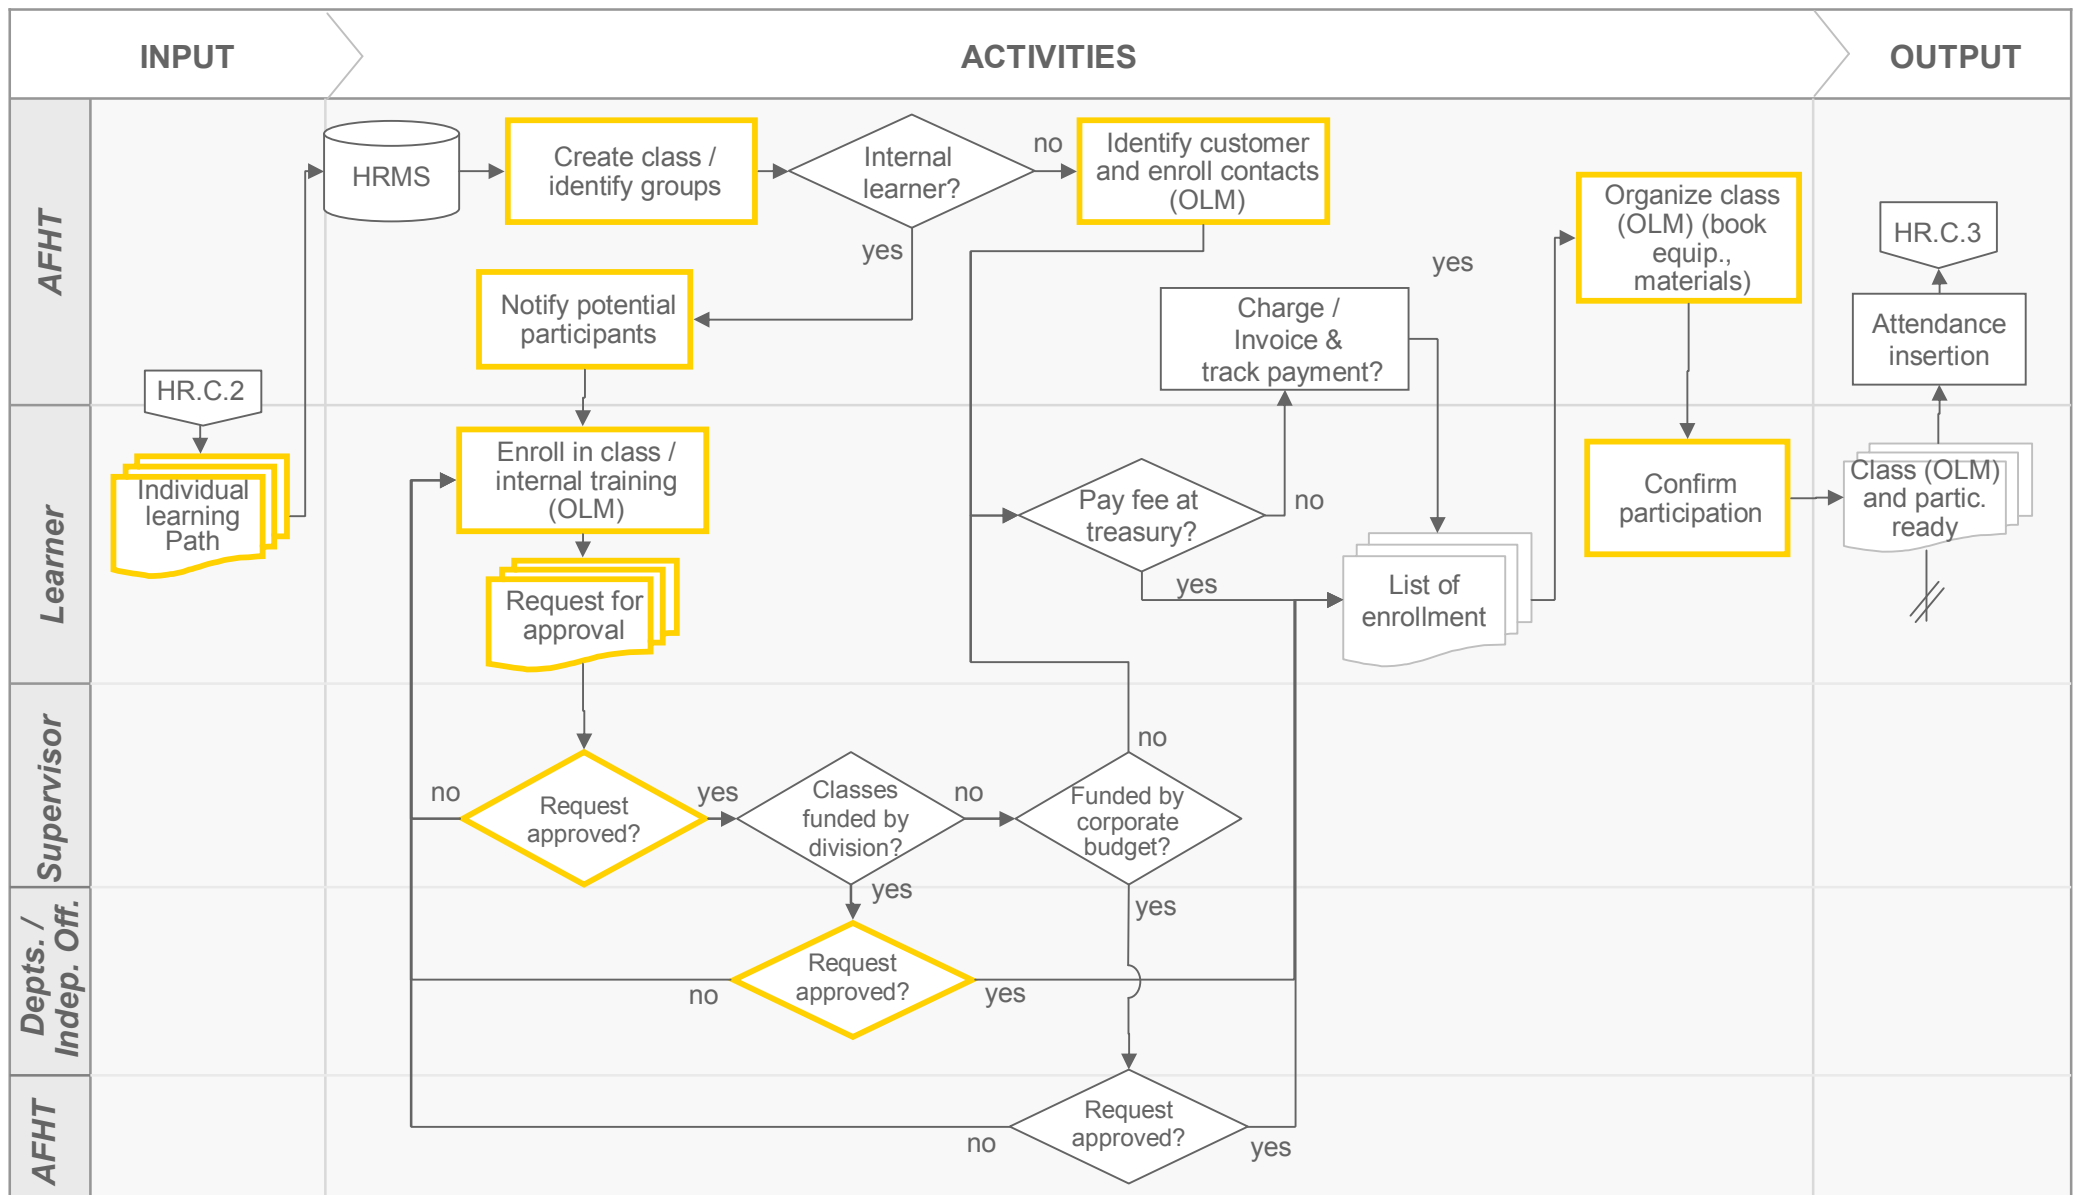 INPUT
ACTIVITIES
OUTPUT
AFHT
HRMS
Create class /
identify groups
Internal
learner?
no
yes
Identify customer
and enroll contacts
(OLM)
Organize class
(OLM) (book
equip.,
materials)
HR.C.3
Notify potential
participants
Charge /
Invoice &
track payment?
yes
Attendance
insertion
HR.C.2
Learner
Individual
learning
Path
Enroll in class /
internal training
(OLM)
Request for
approval
Pay fee at
treasury?
no
yes
List of
enrollment
Confirm
participation
Class (OLM)
and partic.
ready
Supervisor
no
Request
approved?
yes
Classes
funded by
division?
no
yes
Funded by
corporate
budget?
no
yes
Depts. /
Indep. Off.
no
Request
approved?
yes
AFHT
no
Request
approved?
yes